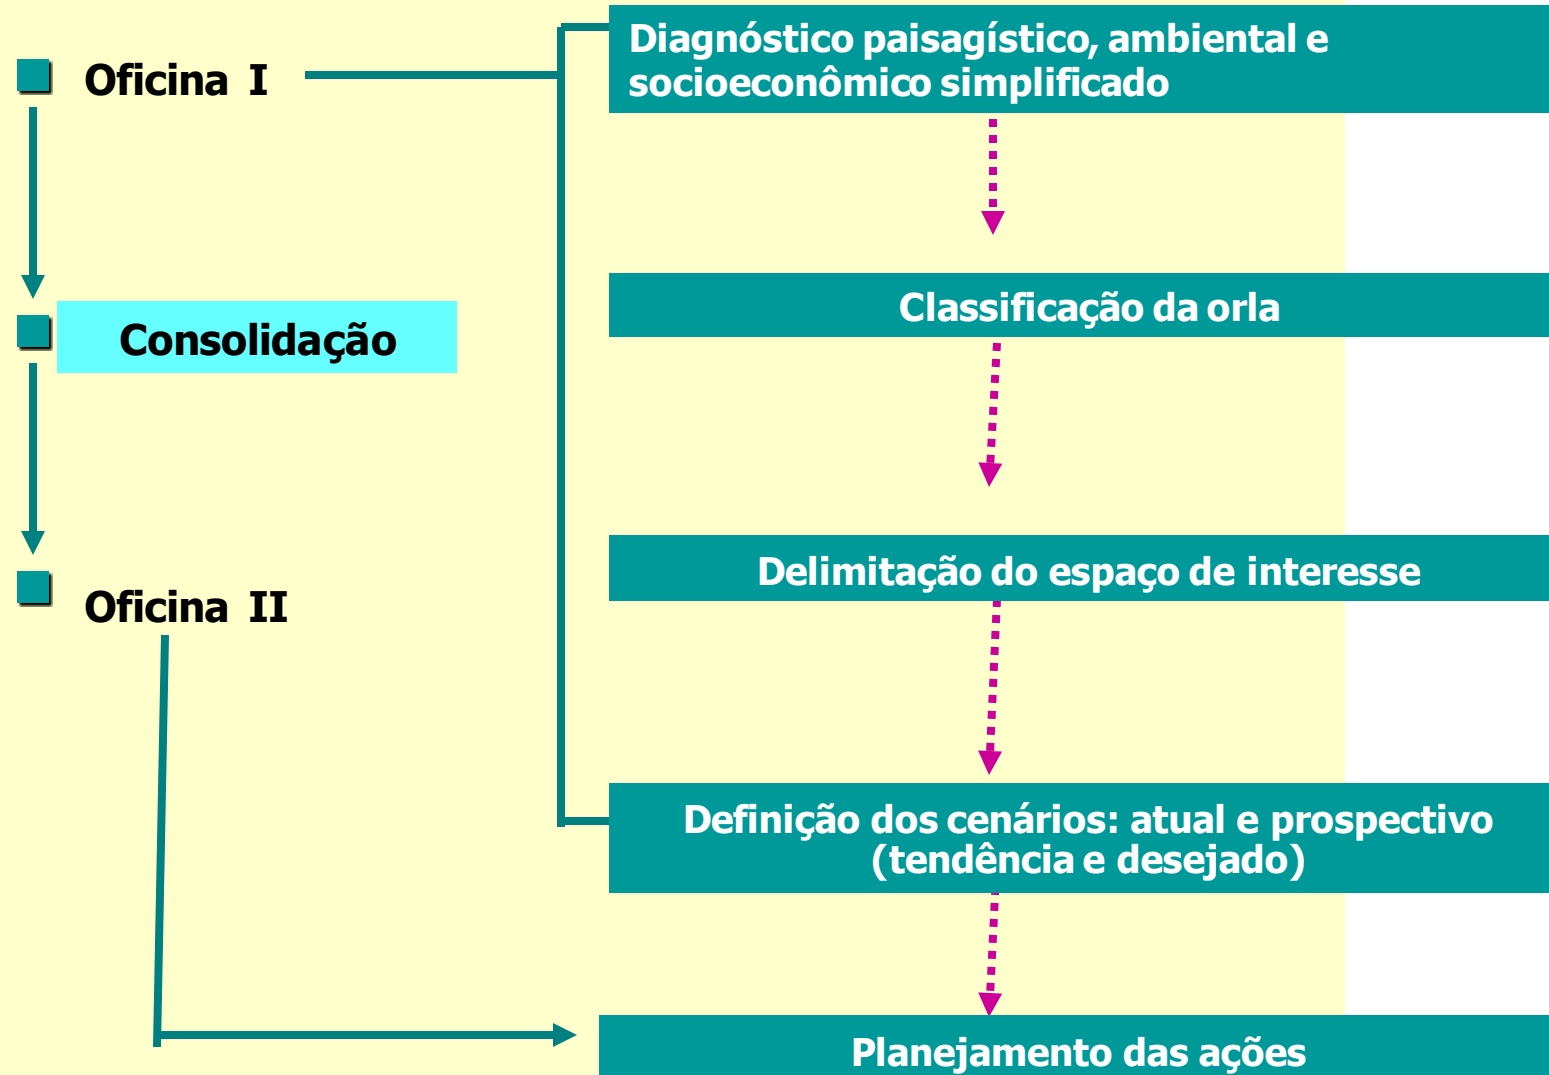 Oficina I
Consolidação
Oficina II
Diagnóstico paisagístico, ambiental e
socioeconômico simplificado
Classificação da orla
Delimitação do espaço de interesse
Definição dos cenários: atual e prospectivo
(tendência e desejado)
Planejamento das ações